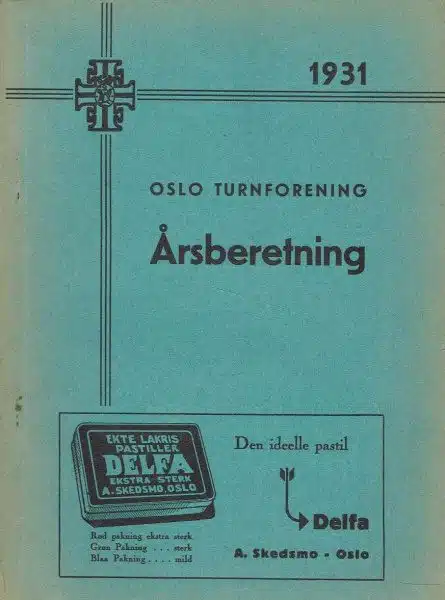 1931
OSLO TURNFORENING
Årsberetning
EKTE LAKRIS
PASTILLER
DELFA
EKSTRA STERK
A. SKEDSMO, OSLO
Rød pakning ekstra sterk
Grøn Pakning ... sterk
Blaa Pakning.... mild
Den ideelle pastil
Delfa
A. Skedsmo - Oslo